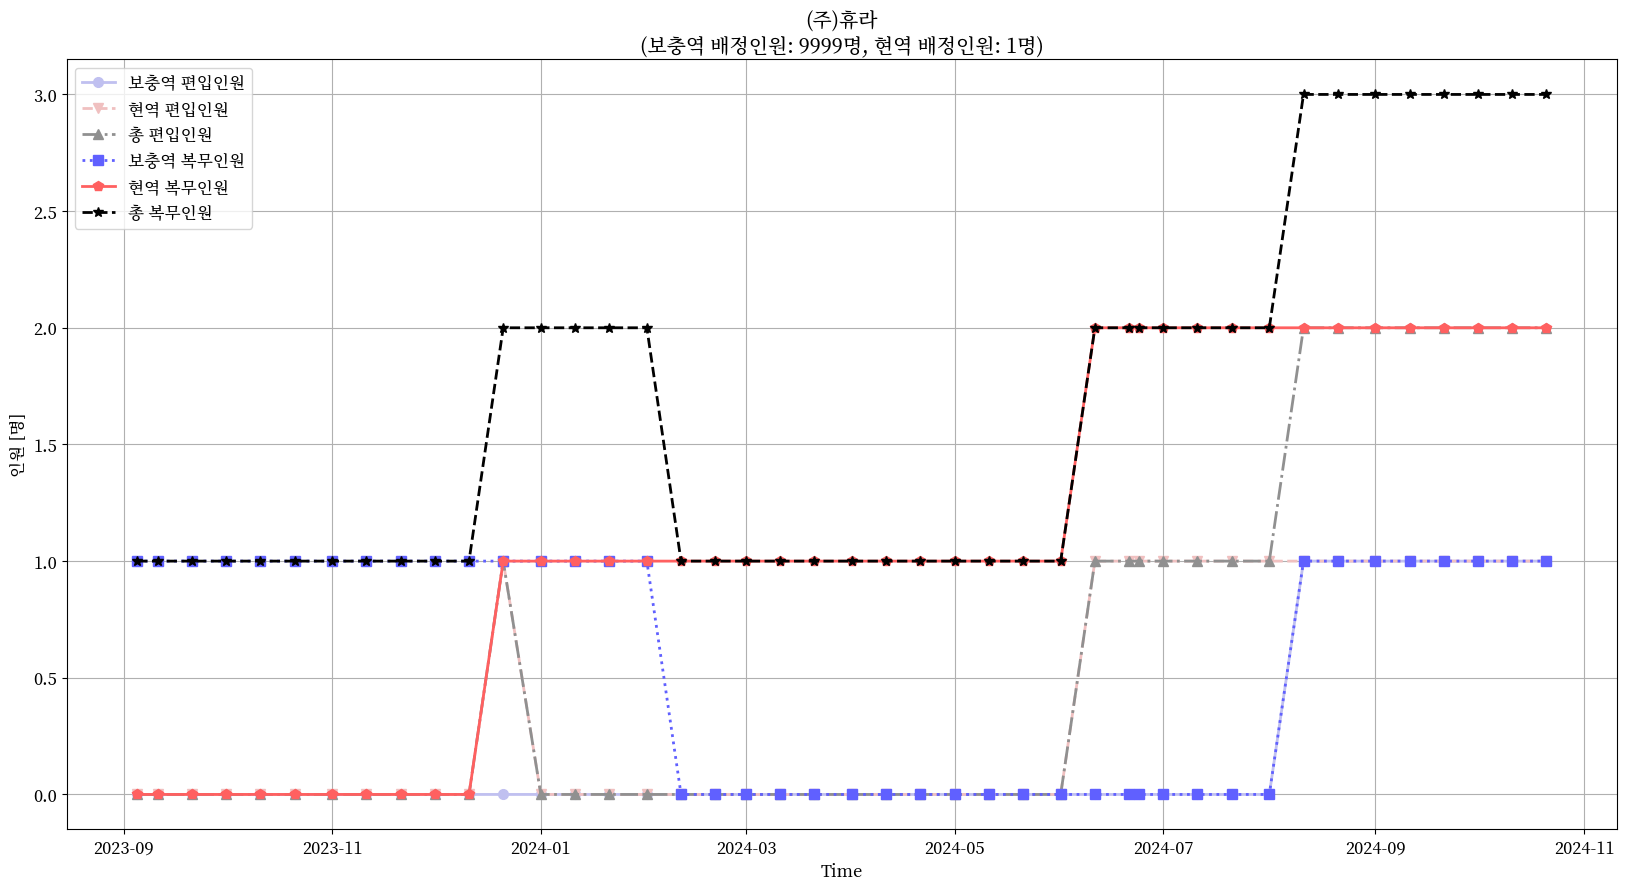 (주)휴라
(보충역 배정인원: 9999명, 현역 배정인원: 1명)
보충역 편입인원
현역 편입인원
총 편입인원
보충역 복무인원
현역 복무인원
총 복무인원
3.0
2.5
2.0
1.5
1.0
0.5
0.0
인원 [명]
2023-09
2023-11
2024-01
2024-03
2024-05
2024-07
2024-09
2024-11
Time